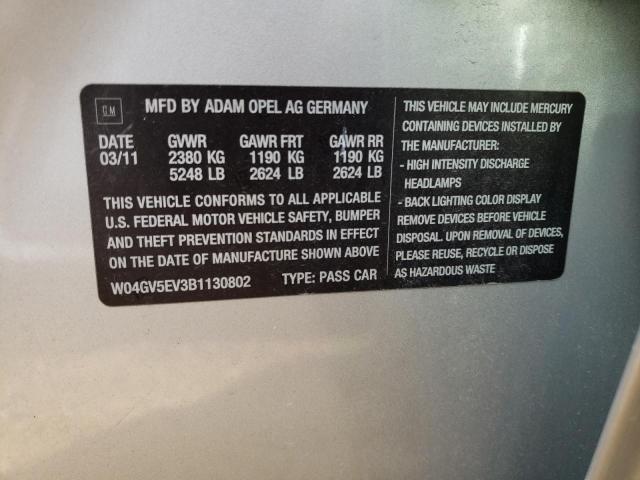 GM
MFD BY ADAM OPEL AG GERMANY
DATE GVWR GAWR FRT GAWR RR
03/11 2380 KG 1190 KG 1190 KG
5248 LB 2624 LB 2624 LB
THIS VEHICLE CONFORMS TO ALL APPLICABLE
U.S. FEDERAL MOTOR VEHICLE SAFETY, BUMPER
AND THEFT PREVENTION STANDARDS IN EFFECT
ON THE DATE OF MANUFACTURE SHOWN ABOVE
W04GV5EV3B1130802 TYPE: PASS CAR
THIS VEHICLE MAY INCLUDE MERCURY
CONTAINING DEVICES INSTALLED BY
THE MANUFACTURER:
- HIGH INTENSITY DISCHARGE
HEADLAMPS
- BACK LIGHTING COLOR DISPLAY
REMOVE DEVICES BEFORE VEHICLE
DISPOSAL. UPON REMOVAL OF DEVICES,
PLEASE REUSE, RECYCLE OR DISPOSE
AS HAZARDOUS WASTE